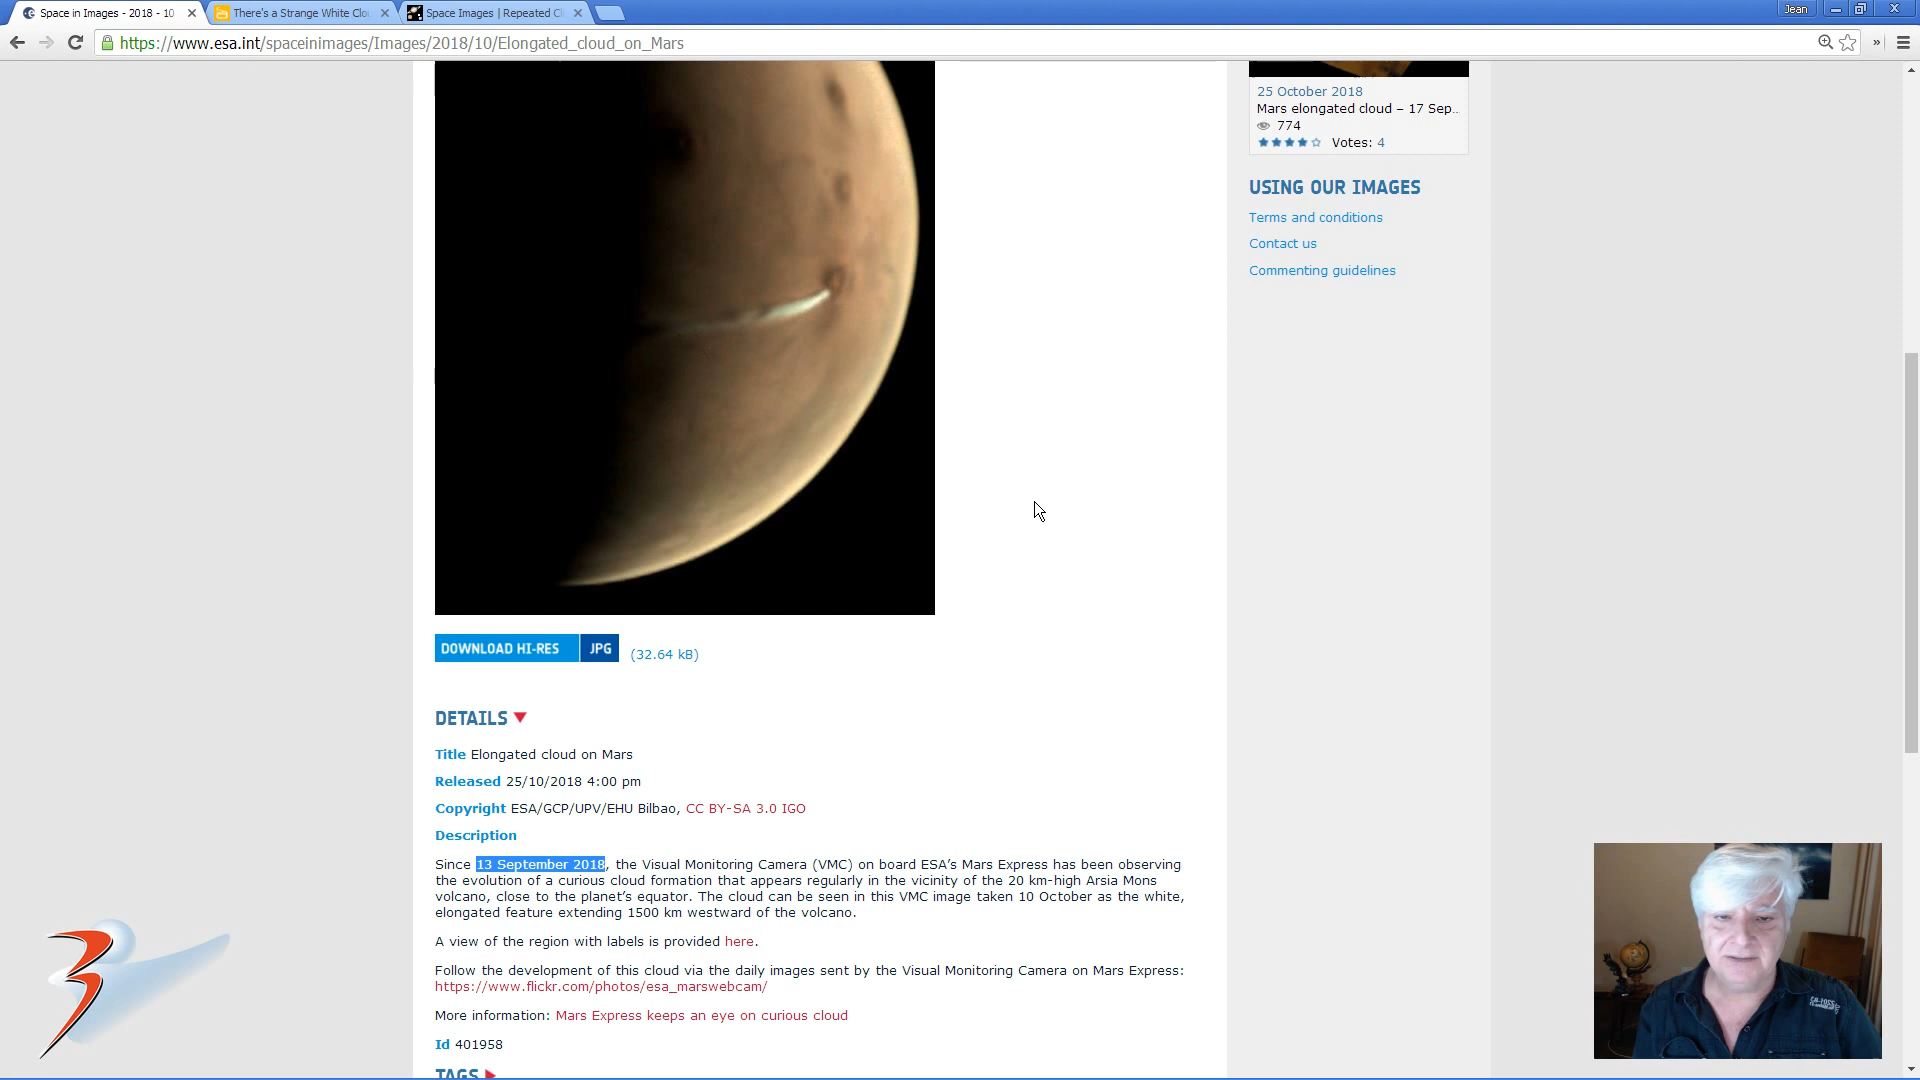 Space in Images - 2018 - 10
There's a Strange White Clo
Space Images | Repeated Cl
Jean
https://www.esa.int/spaceinimages/Images/2018/10/Elongated_cloud_on_Mars
»
25 October 2018
Mars elongated cloud – 17 Sep...
774
Votes: 4
USING OUR IMAGES
Terms and conditions
Contact us
Commenting guidelines
DOWNLOAD HI-RES JPG (32.64 kB)
DETAILS
Title Elongated cloud on Mars
Released 25/10/2018 4:00 pm
Copyright ESA/GCP/UPV/EHU Bilbao, CC BY-SA 3.0 IGO
Description
Since 13 September 2018, the Visual Monitoring Camera (VMC) on board ESA’s Mars Express has been observing
the evolution of a curious cloud formation that appears regularly in the vicinity of the 20 km-high Arsia Mons
volcano, close to the planet’s equator. The cloud can be seen in this VMC image taken 10 October as the white,
elongated feature extending 1500 km westward of the volcano.
A view of the region with labels is provided here.
Follow the development of this cloud via the daily images sent by the Visual Monitoring Camera on Mars Express:
https://www.flickr.com/photos/esa_marswebcam/
More information: Mars Express keeps an eye on curious cloud
Id 401958
TAGS